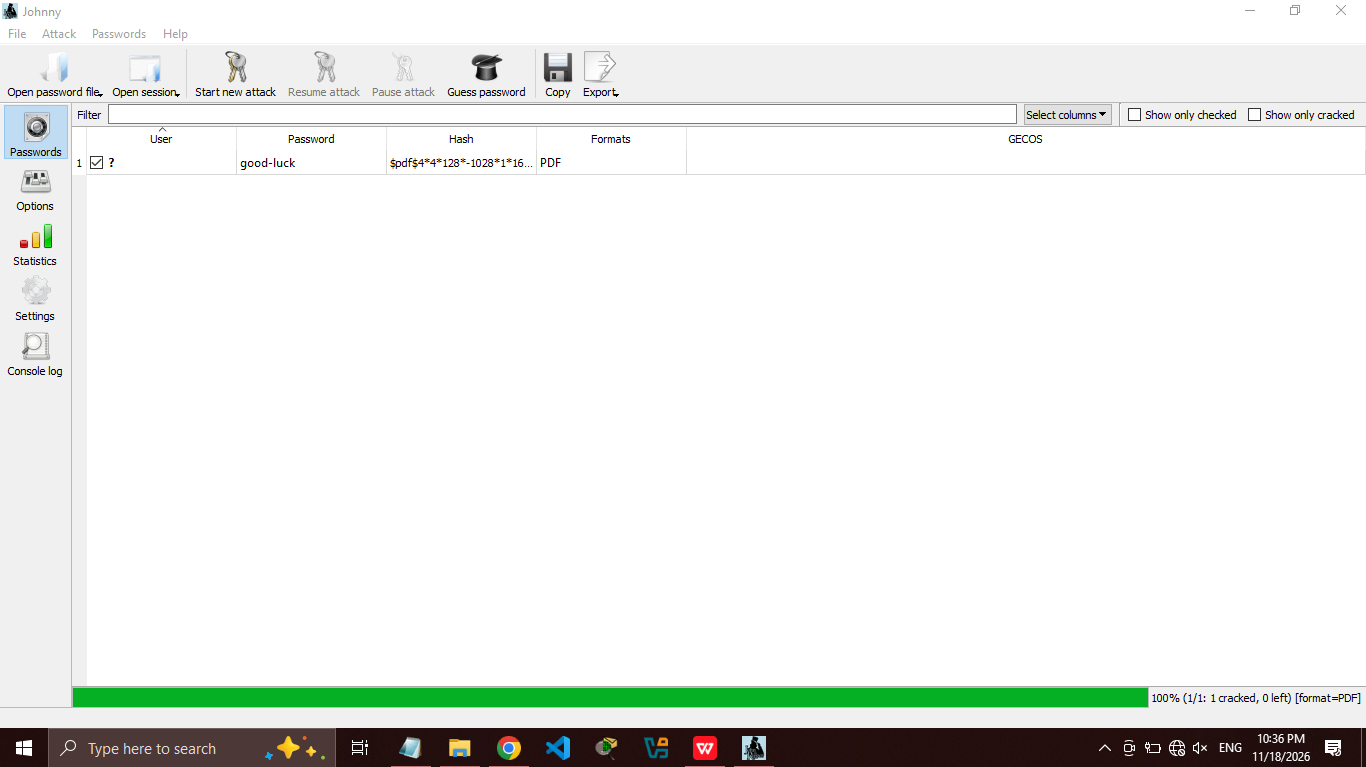 Johnny
File Attack Passwords Help
Open password file Open session Start new attack Resume attack Pause attack Guess password Copy Export
Filter Select columns Show only checked Show only cracked
User Password Hash Formats GECOS
1 ? good-luck $pdf$4*4*128*-1028*1*16... PDF
Passwords
Options
Statistics
Settings
Console log
100% (1/1: 1 cracked, 0 left) [format=PDF]
Type here to search
W
ENG
10:36 PM
11/18/2026